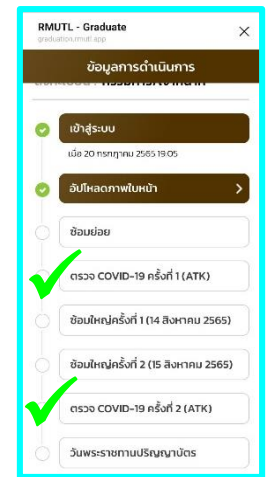 RMUTL - Graduate
graduation.rmutl.app
ข้อมูลการดำเนินการ
เข้าสู่ระบบ
เมื่อ 20 กรกฎาคม 2565 19:05
อัปโหลดภาพใบหน้า
ซ้อมย่อย
ตรวจ COVID-19 ครั้งที่ 1 (ATK)
ซ้อมใหญ่ครั้งที่ 1 (14 สิงหาคม 2565)
ซ้อมใหญ่ครั้งที่ 2 (15 สิงหาคม 2565)
ตรวจ COVID-19 ครั้งที่ 2 (ATK)
วันพระราชทานปริญญาบัตร